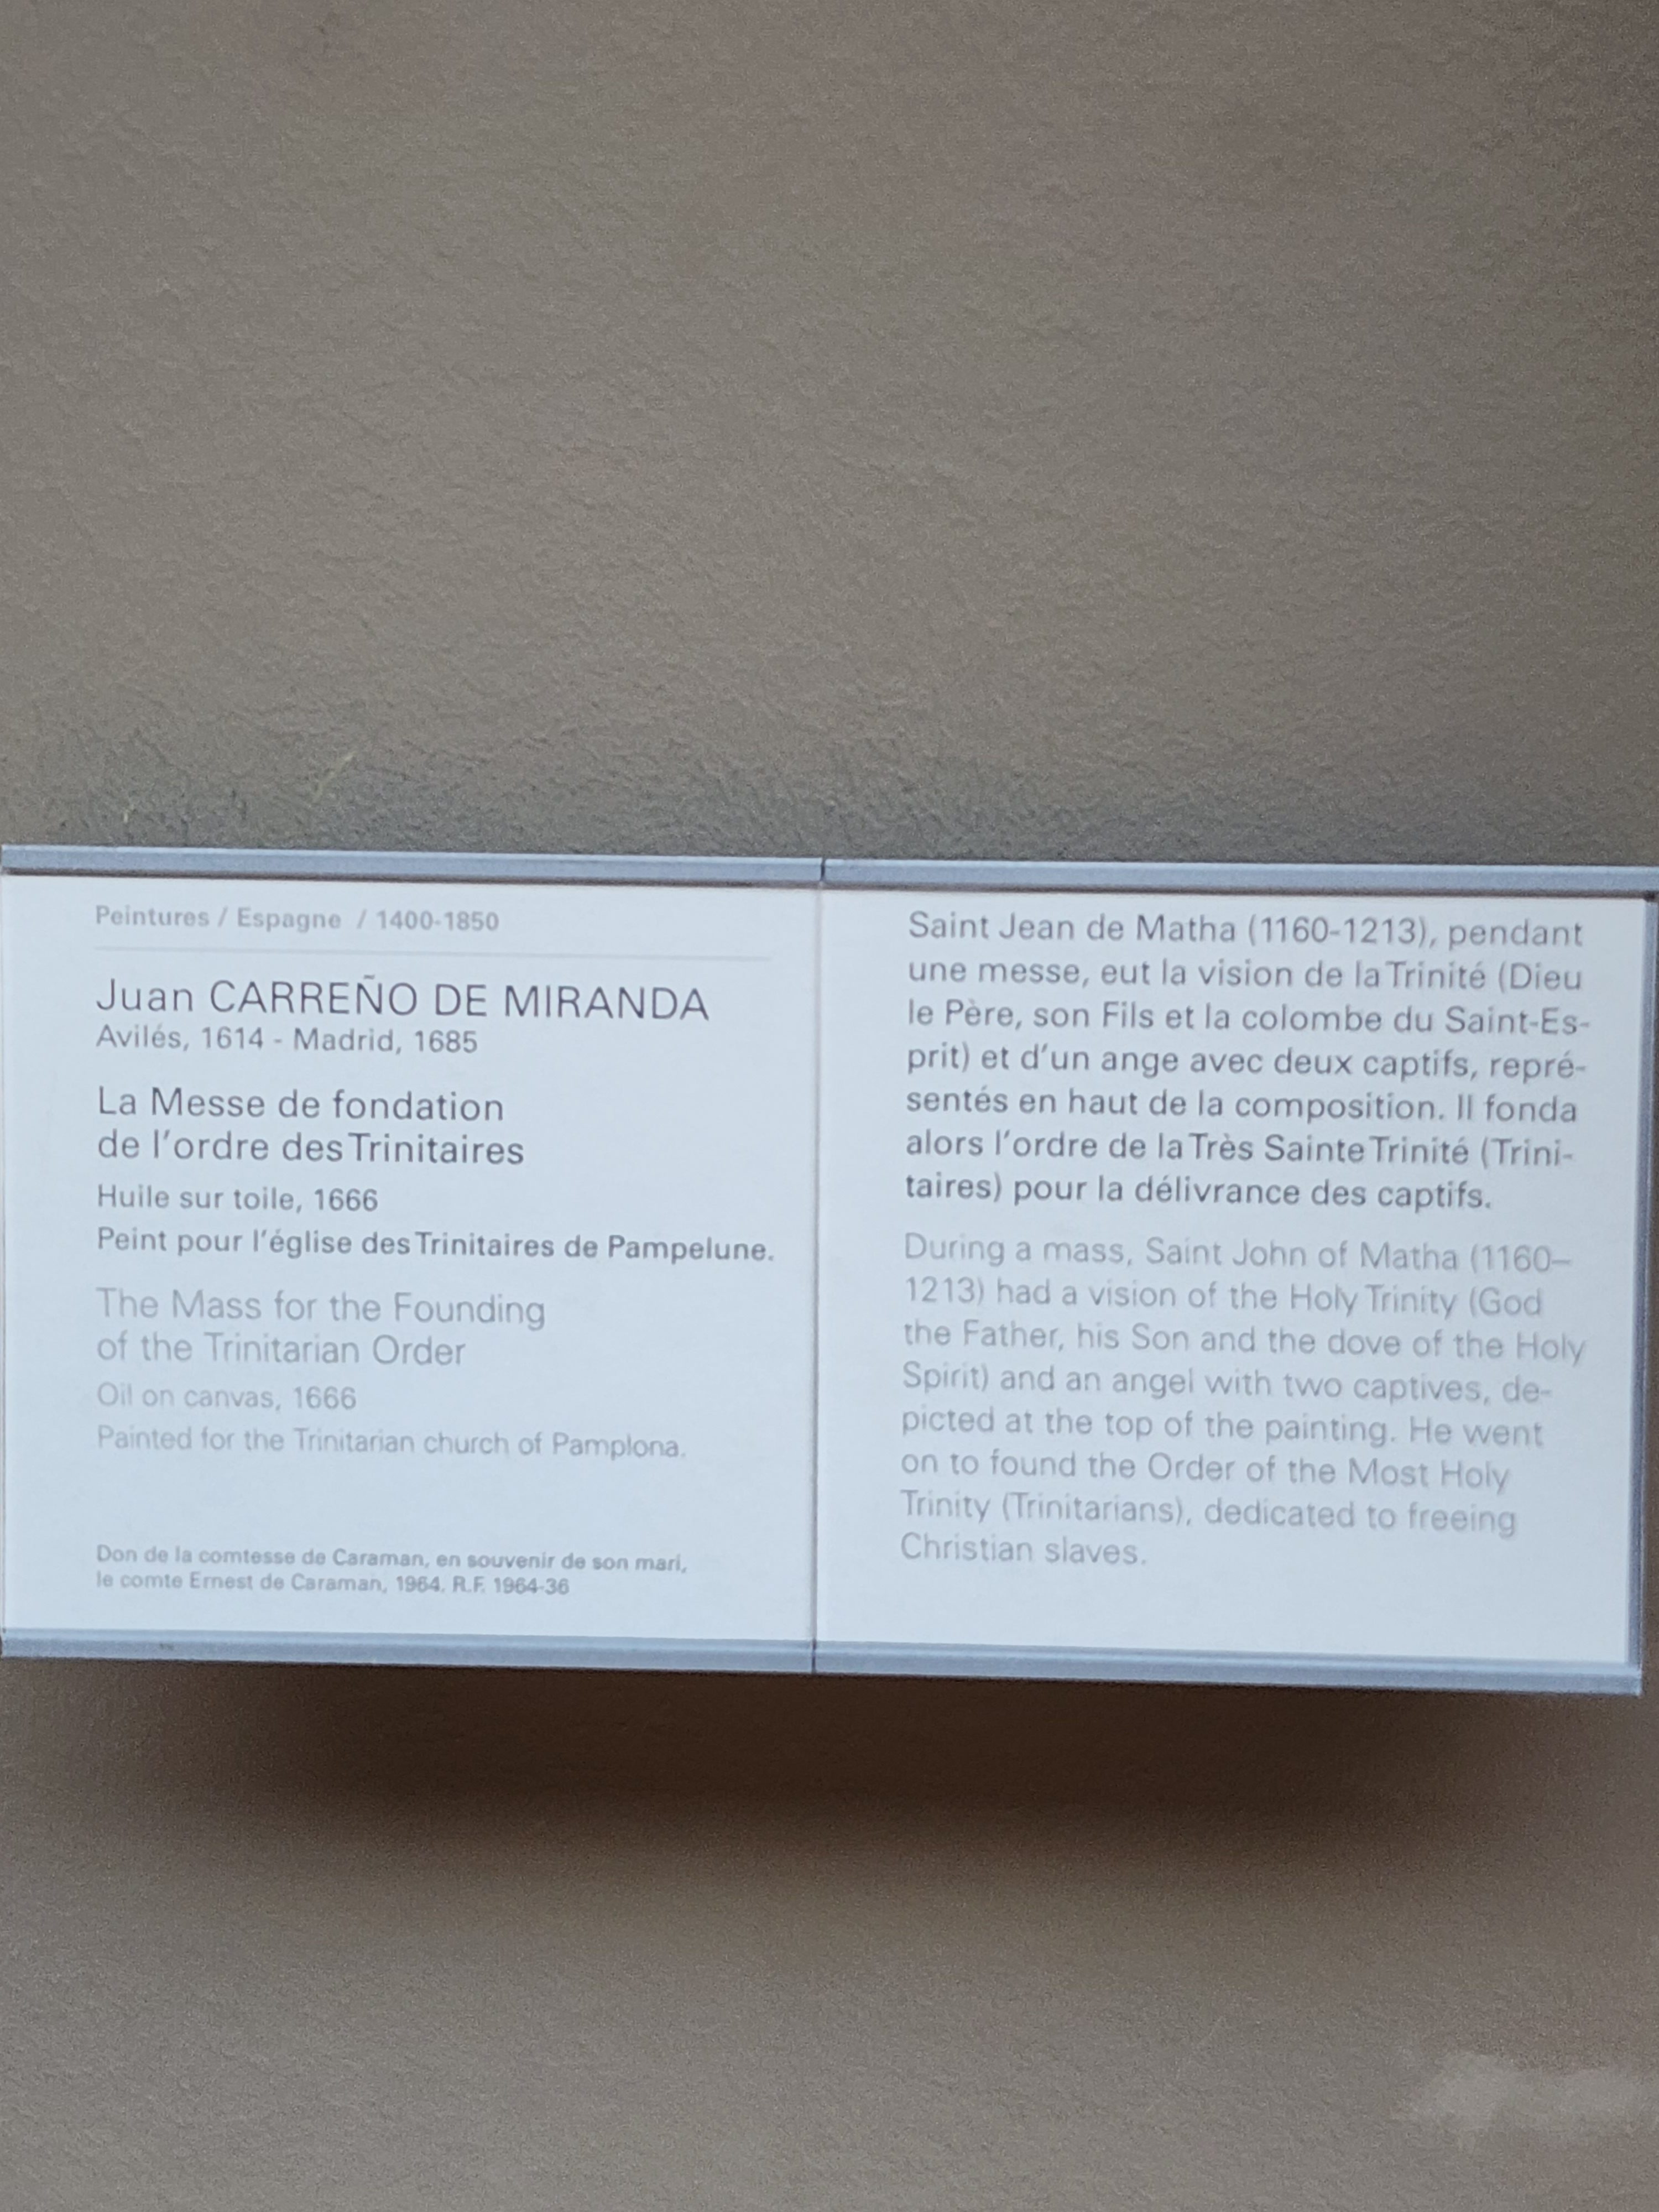 Peintures / Espagne / 1400-1850
Juan CARREÑO DE MIRANDA
Avilés, 1614 - Madrid, 1685
La Messe de fondation
de l'ordre des Trinitaires
Huile sur toile, 1666
Peint pour l'église des Trinitaires de Pampelune.
The Mass for the Founding
of the Trinitarian Order
Oil on canvas, 1666
Painted for the Trinitarian church of Pamplona.
Don de la comtesse de Caraman, en souvenir de son mari,
le comte Ernest de Caraman, 1964. R.F. 1964-36
Saint Jean de Matha (1160-1213), pendant
une messe, eut la vision de la Trinité (Dieu
le Père, son Fils et la colombe du Saint-Es-
prit) et d'un ange avec deux captifs, repré-
sentés en haut de la composition. Il fonda
alors l'ordre de la Très Sainte Trinité (Trini-
taires) pour la délivrance des captifs.
During a mass, Saint John of Matha (1160–
1213) had a vision of the Holy Trinity (God
the Father, his Son and the dove of the Holy
Spirit) and an angel with two captives, de-
picted at the top of the painting. He went
on to found the Order of the Most Holy
Trinity (Trinitarians), dedicated to freeing
Christian slaves.